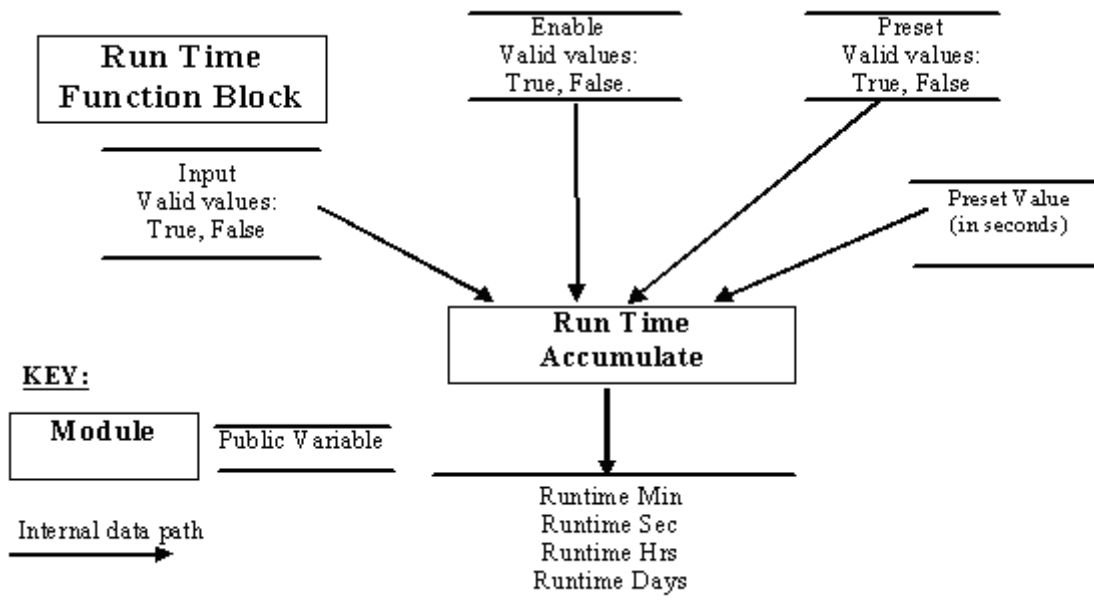 Run Time
Function Block
Enable
Valid values:
True, False.
Preset
Valid values:
True, False
Input
Valid values:
True, False
Preset Value
(in seconds)
Run Time
Accumulate
KEY:
Module
Public Variable
Internal data path
Runtime Min
Runtime Sec
Runtime Hrs
Runtime Days